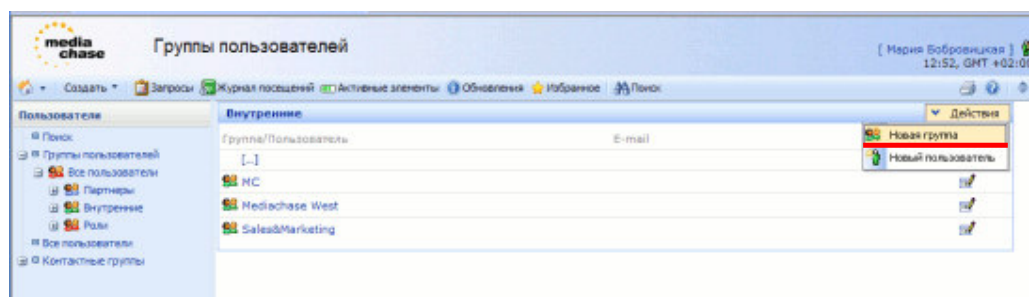 media chase
Группы пользователей
[ Мария Бобровицкая ]
12:52, GMT +02:00
Создать Запросы Журнал посещений Активные элементы Обновления Избранное Поиск
Пользователи
Внутренние
Действия
Поиск
Группы пользователей
Все пользователи
Партнеры
Внутренние
Роли
Все пользователи
Контактные группы
Группа/Пользователь E-mail
[..]
MC
Mediachase West
Sales&Marketing
Новая группа
Новый пользователь